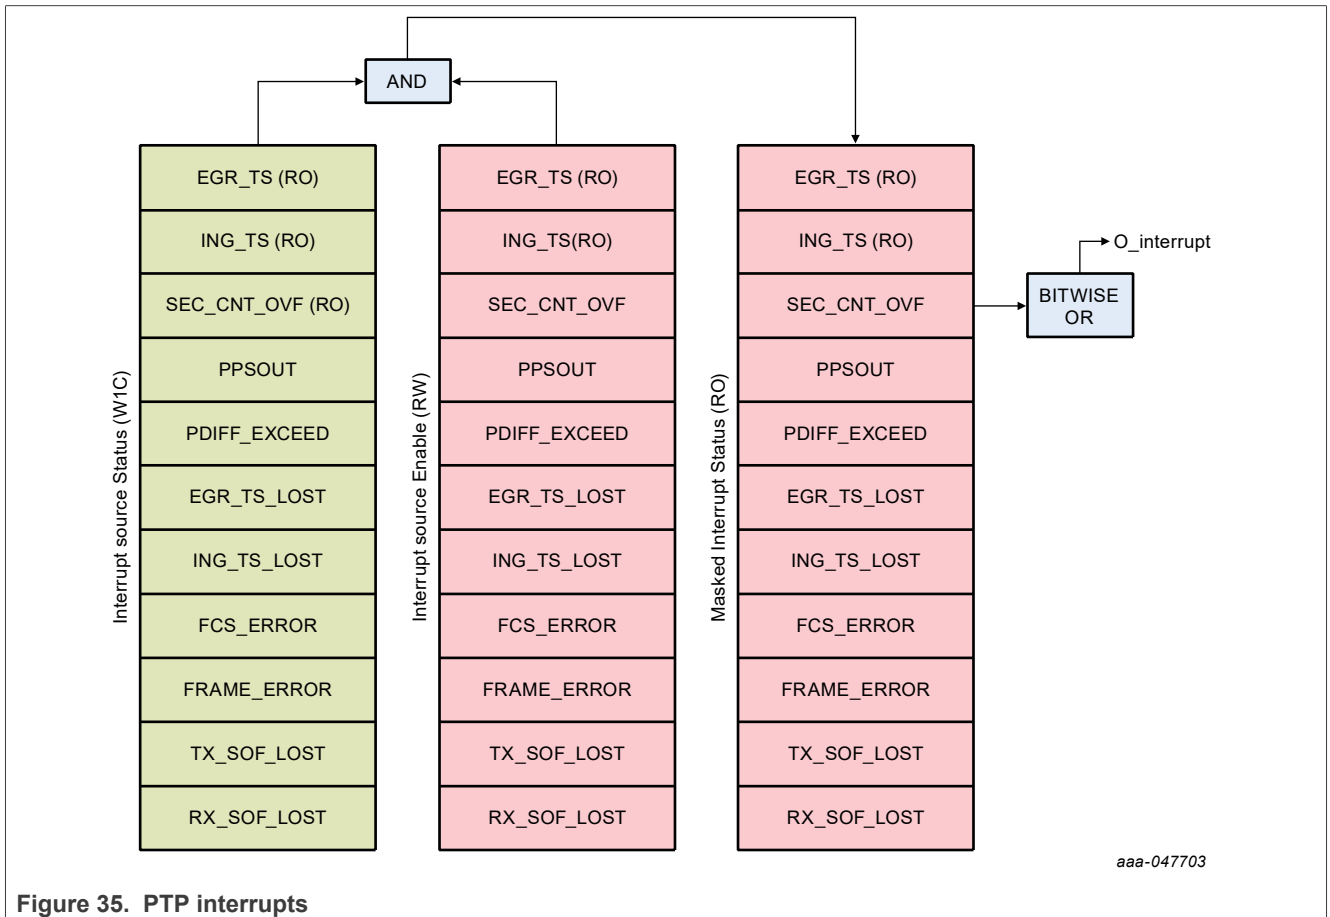 AND
Interrupt source Status (W1C)
EGR_TS (RO)
ING_TS (RO)
SEC_CNT_OVF (RO)
PPSOUT
PDIFF_EXCEED
EGR_TS_LOST
ING_TS_LOST
FCS_ERROR
FRAME_ERROR
TX_SOF_LOST
RX_SOF_LOST
Interrupt source Enable (RW)
EGR_TS (RO)
ING_TS(RO)
SEC_CNT_OVF
PPSOUT
PDIFF_EXCEED
EGR_TS_LOST
ING_TS_LOST
FCS_ERROR
FRAME_ERROR
TX_SOF_LOST
RX_SOF_LOST
Masked Interrupt Status (RO)
EGR_TS (RO)
ING_TS (RO)
SEC_CNT_OVF
PPSOUT
PDIFF_EXCEED
EGR_TS_LOST
ING_TS_LOST
FCS_ERROR
FRAME_ERROR
TX_SOF_LOST
RX_SOF_LOST
O_interrupt
BITWISE
OR
aaa-047703
Figure 35. PTP interrupts